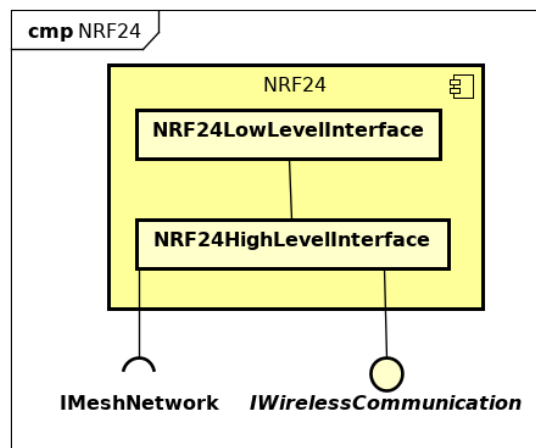 cmp NRF24
NRF24
NRF24LowLevelInterface
NRF24HighLevelInterface
IMeshNetwork
IWirelessCommunication